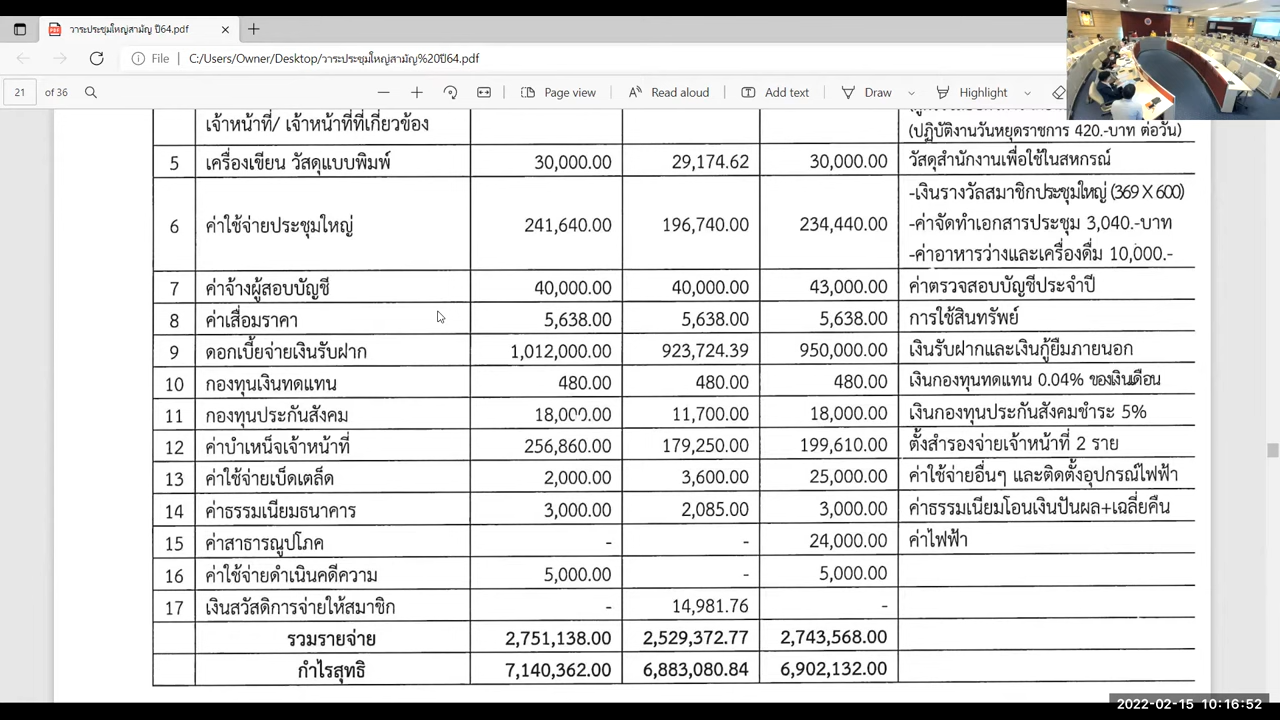 วาระประชุมใหญ่สามัญ ปี64.pdf
File C:/Users/Owner/Desktop/วาระประชุมใหญ่สามัญ%20ปี64.pdf
21 of 36 Page view Read aloud Add text Draw Highlight
เจ้าหน้าที่/ เจ้าหน้าที่ที่เกี่ยวข้อง (ปฏิบัติงานวันหยุดราชการ 420.-บาท ต่อวัน)
5 เครื่องเขียน วัสดุแบบพิมพ์ 30,000.00 29,174.62 30,000.00 วัสดุสำนักงานเพื่อใช้ในสหกรณ์
-เงินรางวัลสมาชิกประชุมใหญ่ (369 X 600)
6 ค่าใช้จ่ายประชุมใหญ่ 241,640.00 196,740.00 234,440.00 -ค่าจัดทำเอกสารประชุม 3,040.-บาท
-ค่าอาหารว่างและเครื่องดื่ม 10,000.-
7 ค่าจ้างผู้สอบบัญชี 40,000.00 40,000.00 43,000.00 ค่าตรวจสอบบัญชีประจำปี
8 ค่าเสื่อมราคา 5,638.00 5,638.00 5,638.00 การใช้สินทรัพย์
9 ดอกเบี้ยจ่ายเงินรับฝาก 1,012,000.00 923,724.39 950,000.00 เงินรับฝากและเงินกู้ยืมภายนอก
10 กองทุนเงินทดแทน 480.00 480.00 480.00 เงินกองทุนทดแทน 0.04% ของเงินเดือน
11 กองทุนประกันสังคม 18,000.00 11,700.00 18,000.00 เงินกองทุนประกันสังคมชำระ 5%
12 ค่าบำเหน็จเจ้าหน้าที่ 256,860.00 179,250.00 199,610.00 ตั้งสำรองจ่ายเจ้าหน้าที่ 2 ราย
13 ค่าใช้จ่ายเบ็ดเตล็ด 2,000.00 3,600.00 25,000.00 ค่าใช้จ่ายอื่นๆ และติดตั้งอุปกรณ์ไฟฟ้า
14 ค่าธรรมเนียมธนาคาร 3,000.00 2,085.00 3,000.00 ค่าธรรมเนียมโอนเงินปันผล+เฉลี่ยคืน
15 ค่าสาธารณูปโภค - - 24,000.00 ค่าไฟฟ้า
16 ค่าใช้จ่ายดำเนินคดีความ 5,000.00 - 5,000.00
17 เงินสวัสดิการจ่ายให้สมาชิก - 14,981.76 -
รวมรายจ่าย 2,751,138.00 2,529,372.77 2,743,568.00
กำไรสุทธิ 7,140,362.00 6,883,080.84 6,902,132.00
2022-02-15 10:16:52